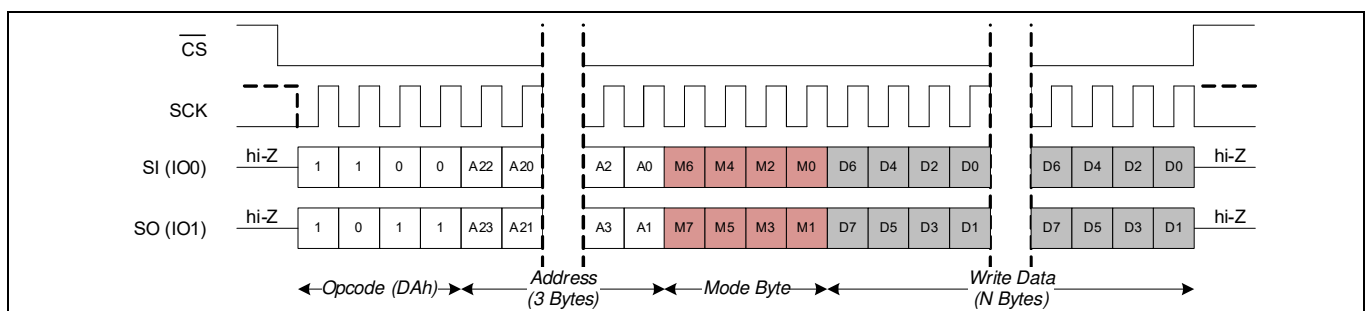 CS
SCK
SI (IO0) hi-Z 1 1 0 0 A22 A20 A2 A0 M6 M4 M2 M0 D6 D4 D2 D0 D6 D4 D2 D0 hi-Z
SO (IO1) hi-Z 1 0 1 1 A23 A21 A3 A1 M7 M5 M3 M1 D7 D5 D3 D1 D7 D5 D3 D1 hi-Z
Opcode (DAh) Address Mode Byte Write Data
(3 Bytes) (N Bytes)